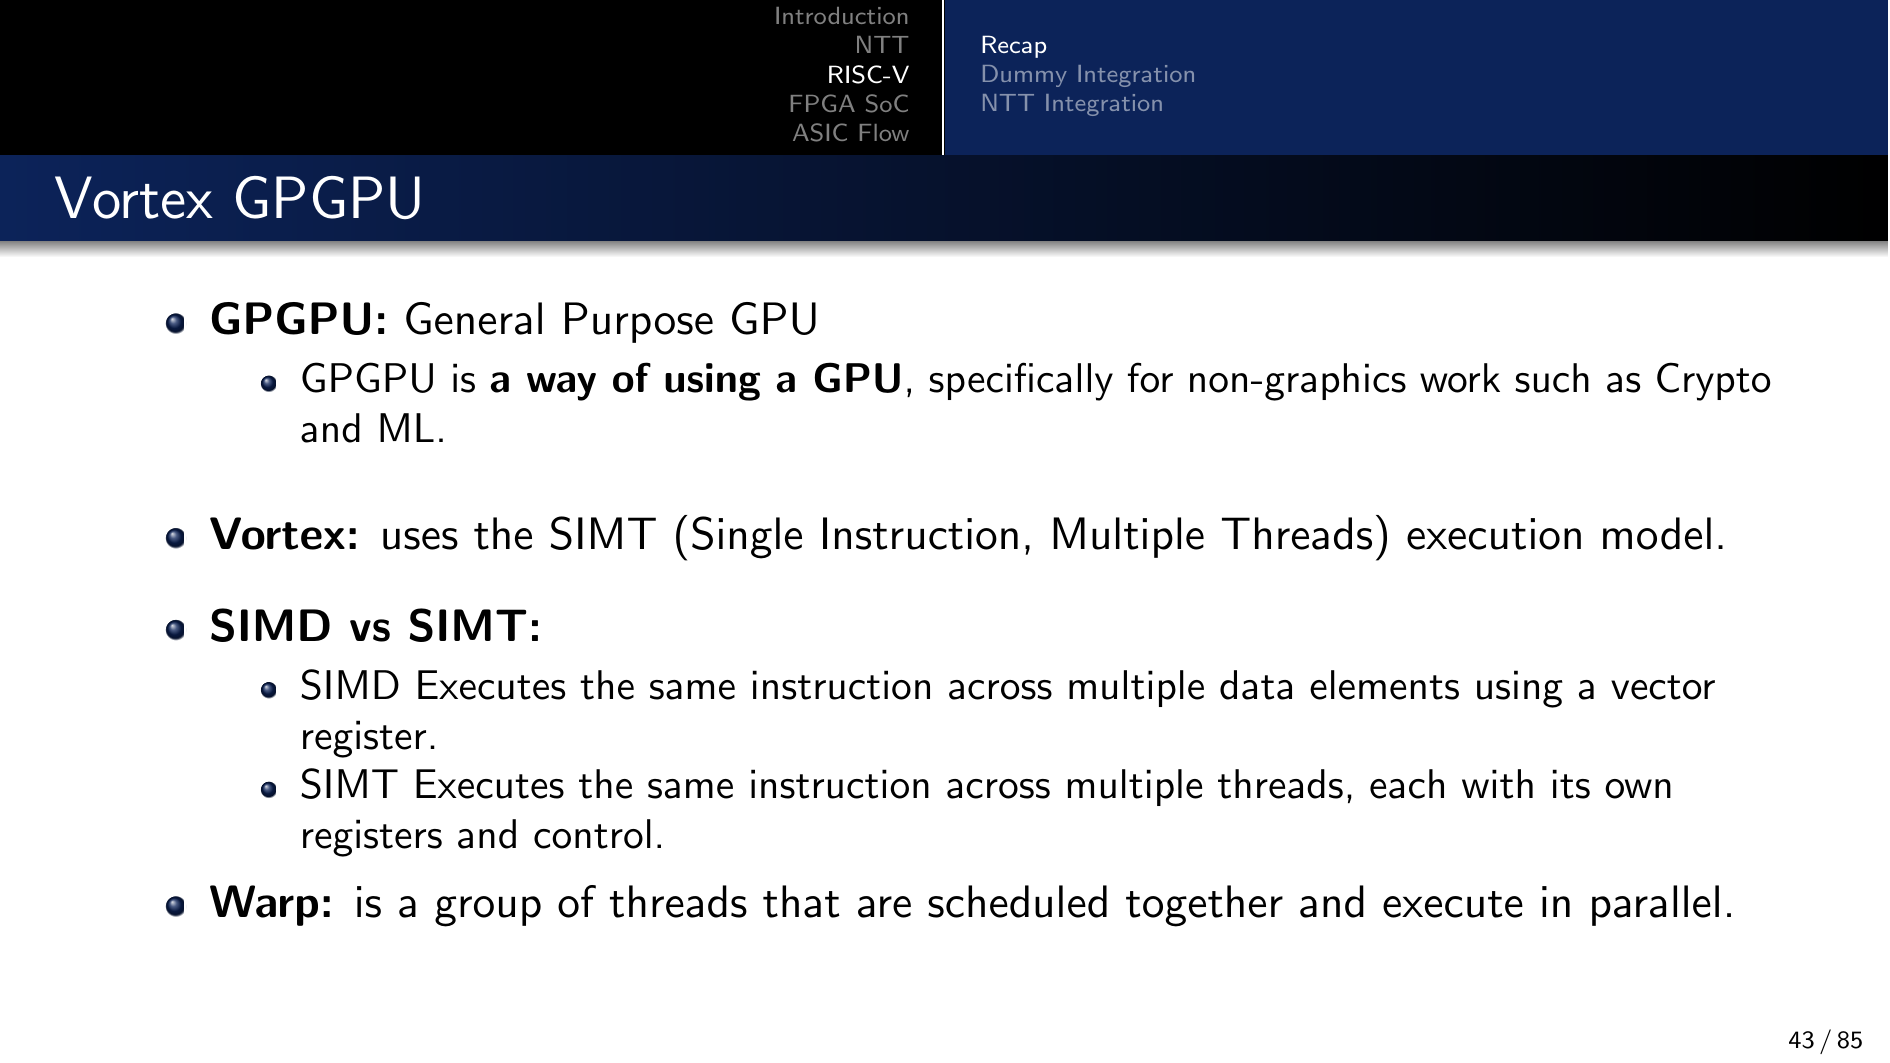 Introduction
NTT
RISC-V
FPGA SoC
ASIC Flow
Recap
Dummy Integration
NTT Integration
Vortex GPGPU
GPGPU: General Purpose GPU
GPGPU is a way of using a GPU, specifically for non-graphics work such as Crypto
and ML.
Vortex: uses the SIMT (Single Instruction, Multiple Threads) execution model.
SIMD vs SIMT:
SIMD Executes the same instruction across multiple data elements using a vector
register.
SIMT Executes the same instruction across multiple threads, each with its own
registers and control.
Warp: is a group of threads that are scheduled together and execute in parallel.
43 / 85